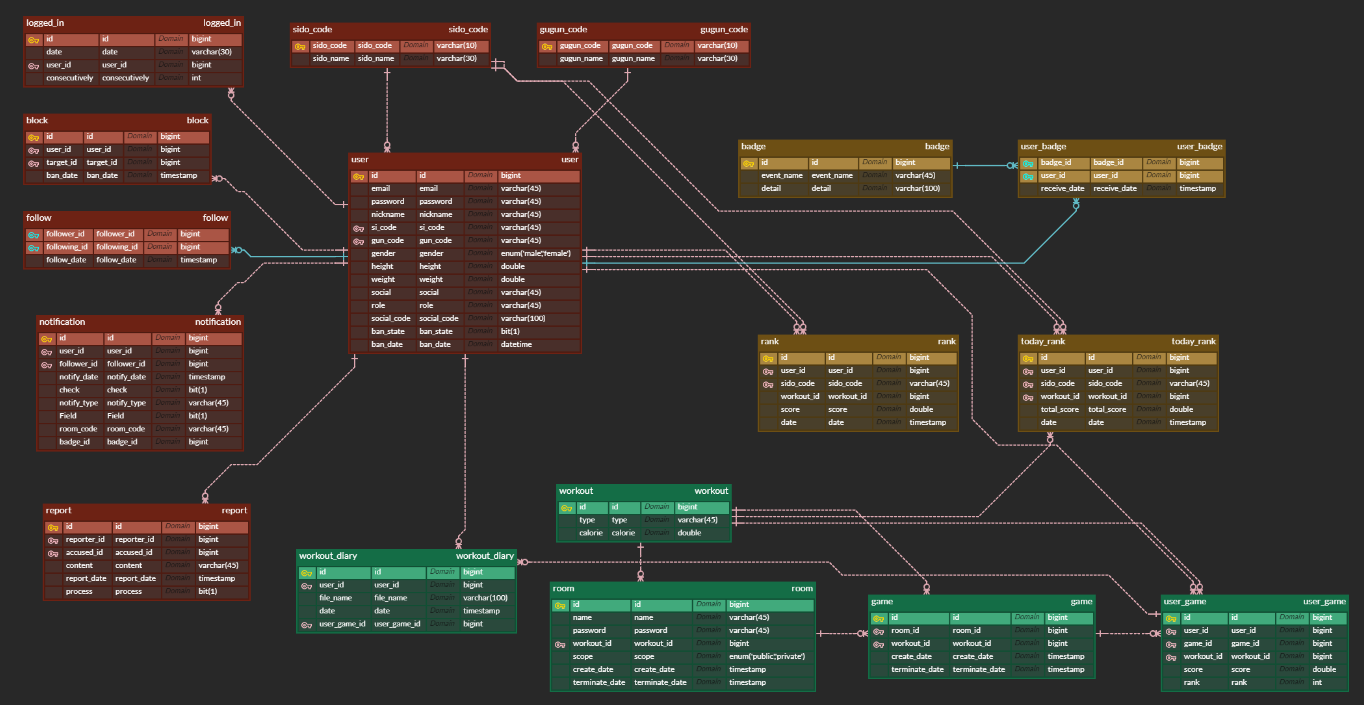 logged_in logged_in
id id Domain bigint
date date Domain varchar(30)
user_id user_id Domain bigint
consecutively consecutively Domain int
sido_code sido_code
sido_code sido_code Domain varchar(10)
sido_name sido_name Domain varchar(30)
gugun_code gugun_code
gugun_code gugun_code Domain varchar(10)
gugun_name gugun_name Domain varchar(30)
block block
id id Domain bigint
user_id user_id Domain bigint
target_id target_id Domain bigint
ban_date ban_date Domain timestamp
user user
id id Domain bigint
email email Domain varchar(45)
password password Domain varchar(45)
nickname nickname Domain varchar(45)
si_code si_code Domain varchar(45)
gun_code gun_code Domain varchar(45)
gender gender Domain enum('male','female')
height height Domain double
weight weight Domain double
social social Domain varchar(45)
role role Domain varchar(45)
social_code social_code Domain varchar(100)
ban_state ban_state Domain bit(1)
ban_date ban_date Domain datetime
badge badge
id id Domain bigint
event_name event_name Domain varchar(45)
detail detail Domain varchar(100)
user_badge user_badge
badge_id badge_id Domain bigint
user_id user_id Domain bigint
receive_date receive_date Domain timestamp
follow follow
follower_id follower_id Domain bigint
following_id following_id Domain bigint
follow_date follow_date Domain timestamp
notification notification
id id Domain bigint
user_id user_id Domain bigint
follower_id follower_id Domain bigint
notify_date notify_date Domain timestamp
check check Domain bit(1)
notify_type notify_type Domain varchar(45)
Field Field Domain bit(1)
room_code room_code Domain varchar(45)
badge_id badge_id Domain bigint
rank rank
id id Domain bigint
user_id user_id Domain bigint
sido_code sido_code Domain varchar(45)
workout_id workout_id Domain bigint
score score Domain double
date date Domain timestamp
today_rank today_rank
id id Domain bigint
user_id user_id Domain bigint
sido_code sido_code Domain varchar(45)
workout_id workout_id Domain bigint
total_score total_score Domain double
date date Domain timestamp
report report
id id Domain bigint
reporter_id reporter_id Domain bigint
accused_id accused_id Domain bigint
content content Domain varchar(45)
report_date report_date Domain timestamp
process process Domain bit(1)
workout workout
id id Domain bigint
type type Domain varchar(45)
calorie calorie Domain double
workout_diary workout_diary
id id Domain bigint
user_id user_id Domain bigint
file_name file_name Domain varchar(100)
date date Domain timestamp
user_game_id user_game_id Domain bigint
room room
id id Domain bigint
name name Domain varchar(45)
password password Domain varchar(45)
workout_id workout_id Domain bigint
scope scope Domain enum('public','private')
create_date create_date Domain timestamp
terminate_date terminate_date Domain timestamp
game game
id id Domain bigint
room_id room_id Domain bigint
workout_id workout_id Domain bigint
create_date create_date Domain timestamp
terminate_date terminate_date Domain timestamp
user_game user_game
id id Domain bigint
user_id user_id Domain bigint
game_id game_id Domain bigint
workout_id workout_id Domain bigint
score score Domain double
rank rank Domain int